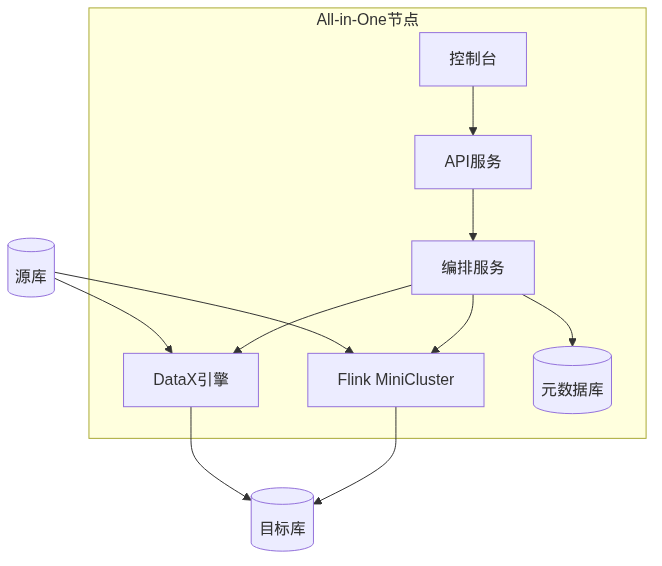 All-in-One节点
控制台
API服务
编排服务
源库
DataX引擎
Flink MiniCluster
元数据库
目标库